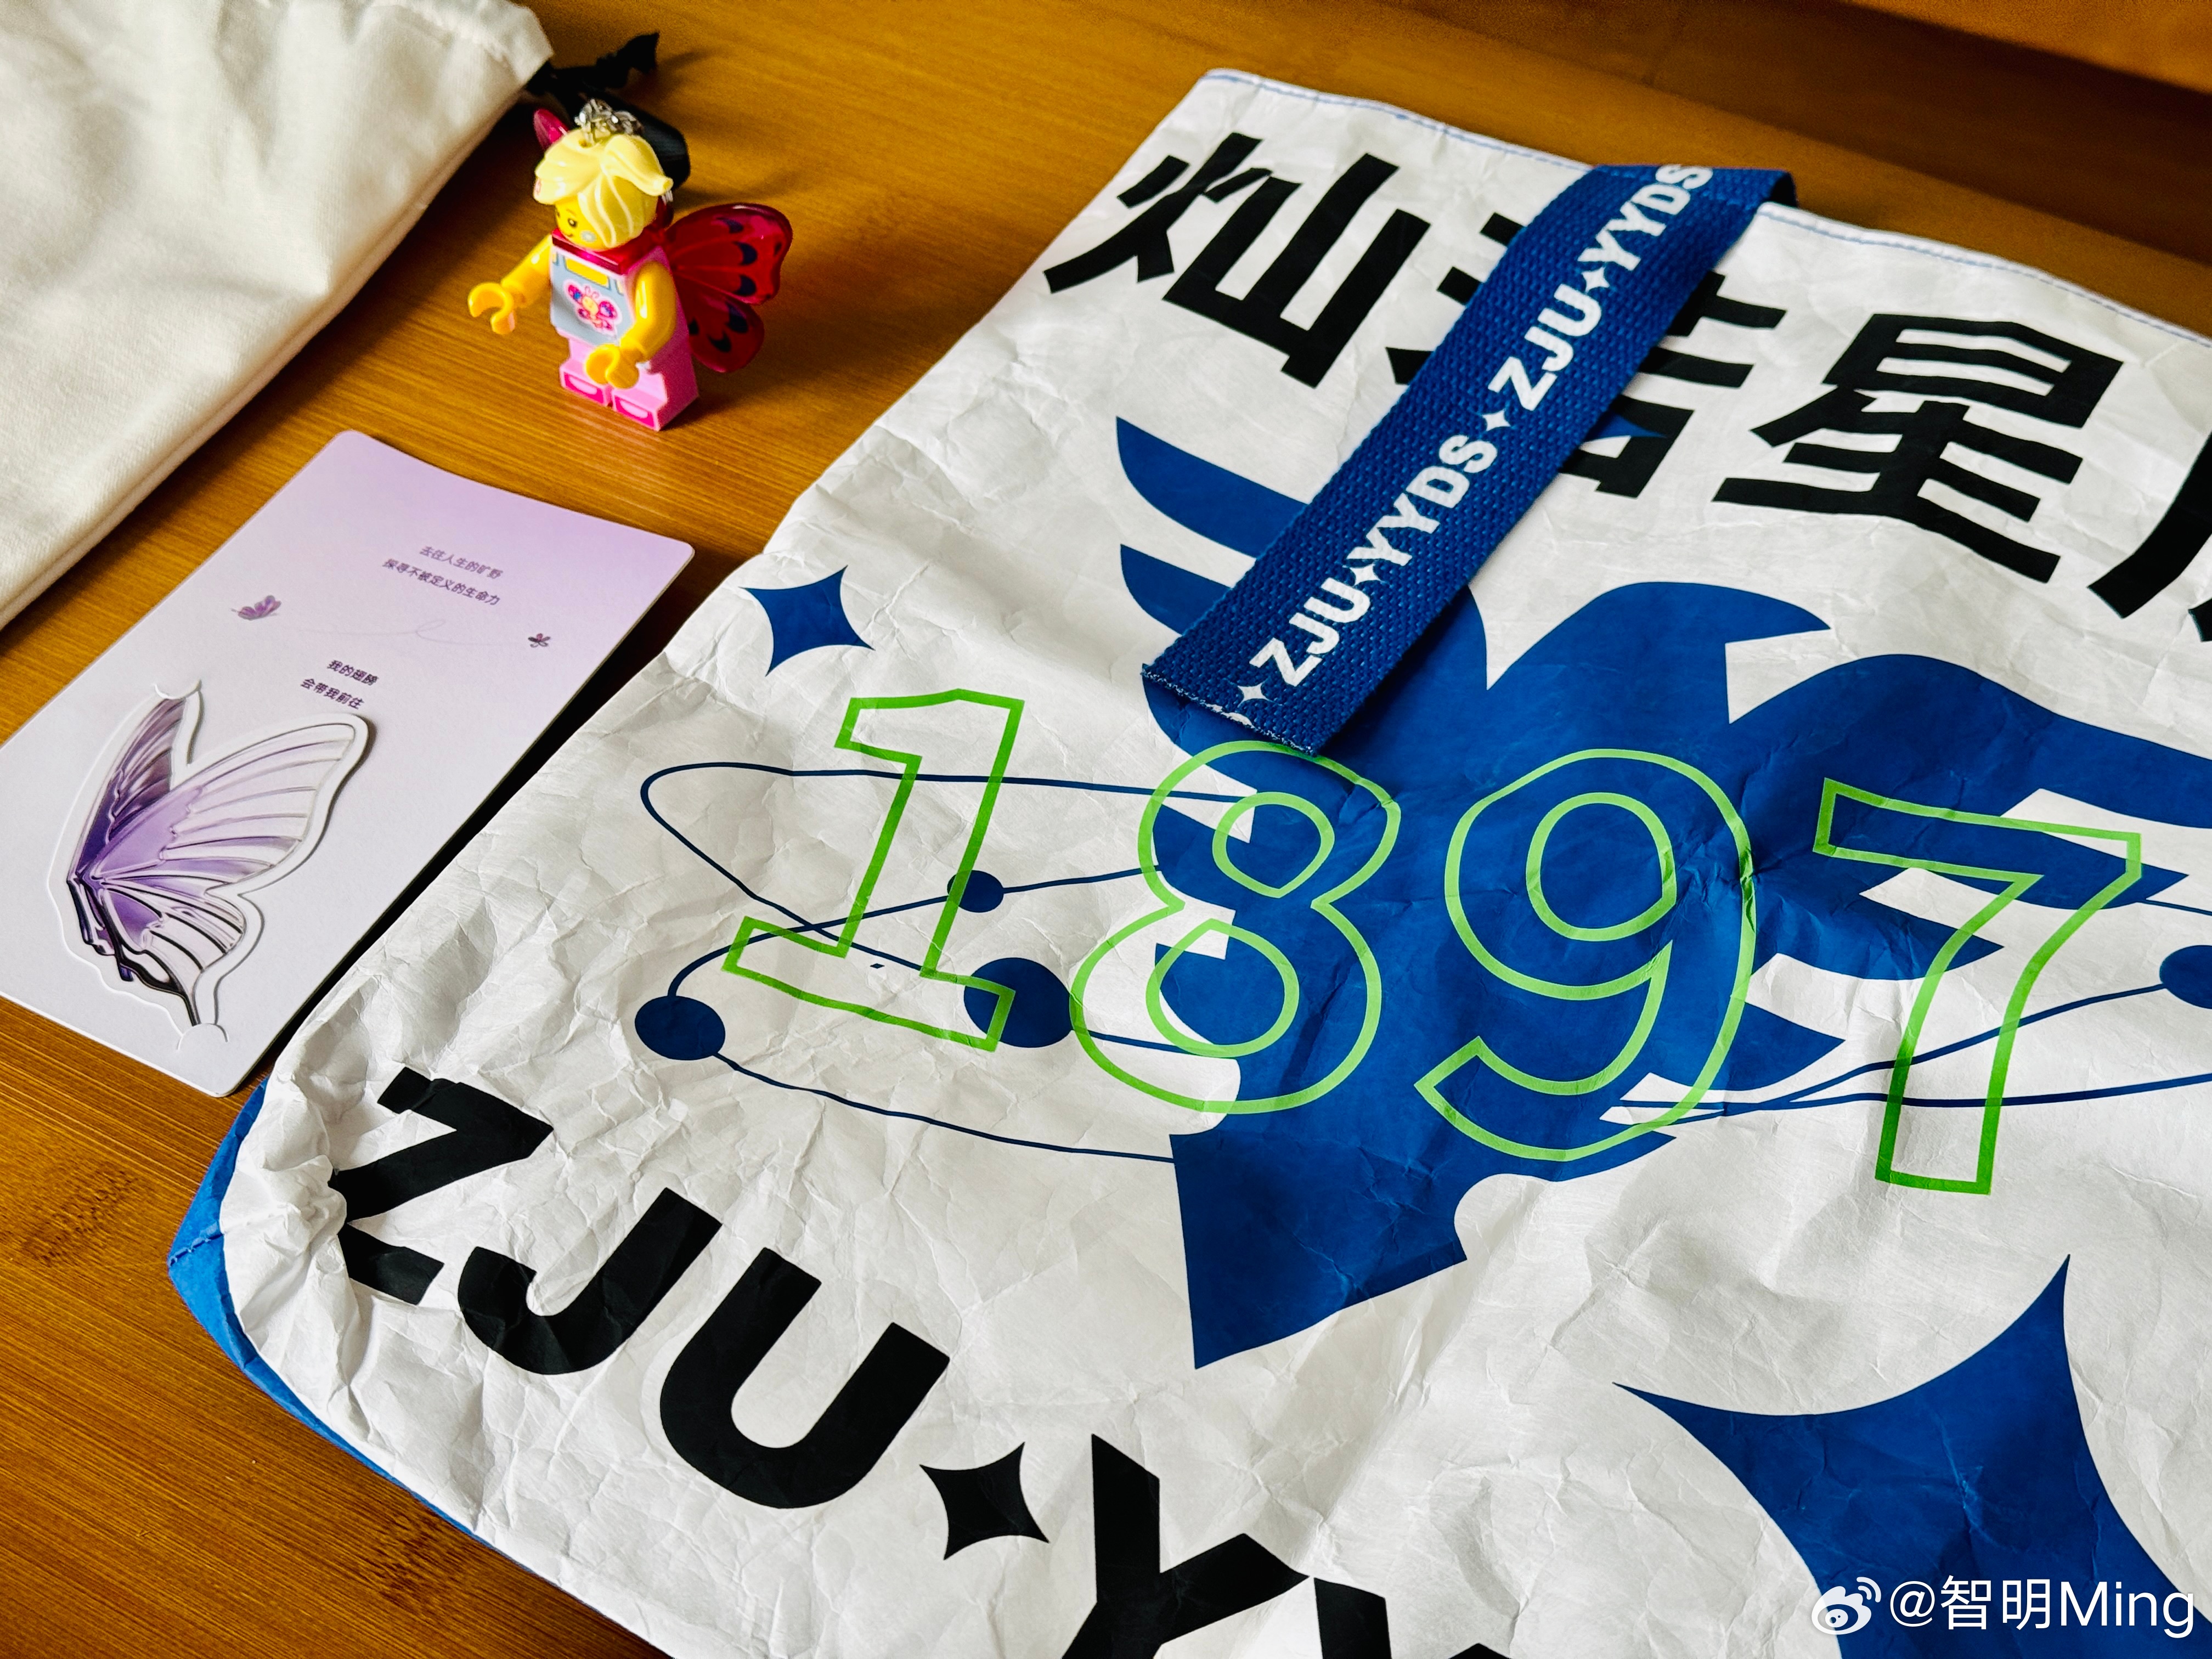 灿若星
ZJU✦YYDS✦ZJU✦YYDS
去往人生的旷野
探寻不被定义的生命力
我的翅膀
会带我前往
1897
ZJU✦Y
@智明Ming